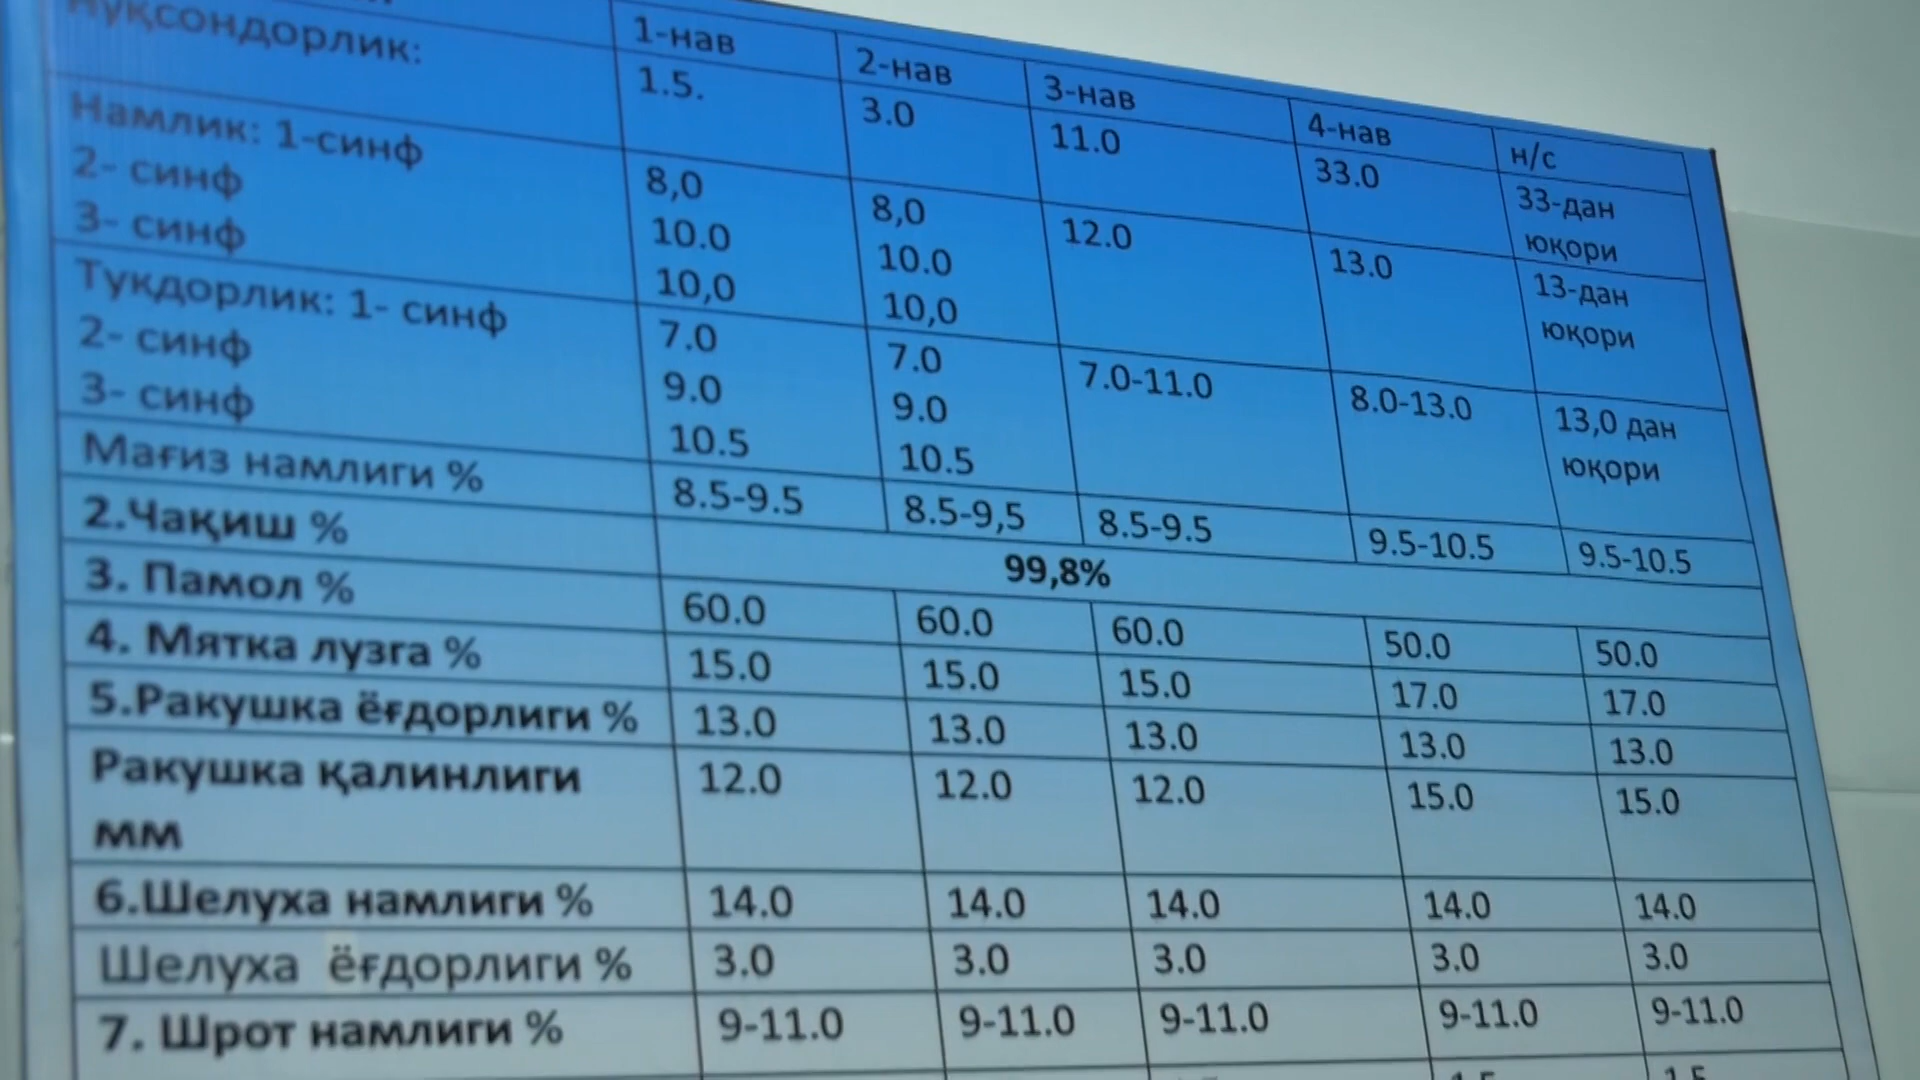 1-нав 2-нав 3-нав 4-нав н/с
Нуқсондорлик: 1.5. 3.0 11.0 33.0 33-дан
юқори
Намлик: 1-синф 8,0 8,0 12.0 13.0 13-дан
2- синф 10.0 10.0 юқори
3- синф 10,0 10,0
Туқдорлик: 1- синф 7.0 7.0 7.0-11.0 8.0-13.0 13,0 дан
2- синф 9.0 9.0 юқори
3- синф 10.5 10.5
Мағиз намлиги % 8.5-9.5 8.5-9,5 8.5-9.5 9.5-10.5 9.5-10.5
2.Чақиш % 99,8%
3. Памол % 60.0 60.0 60.0 50.0 50.0
4. Мятка лузга % 15.0 15.0 15.0 17.0 17.0
5.Ракушка ёғдорлиги % 13.0 13.0 13.0 13.0 13.0
Ракушка қалинлиги 12.0 12.0 12.0 15.0 15.0
мм
6.Шелуха намлиги % 14.0 14.0 14.0 14.0 14.0
Шелуха ёғдорлиги % 3.0 3.0 3.0 3.0 3.0
7. Шрот намлиги % 9-11.0 9-11.0 9-11.0 9-11.0 9-11.0